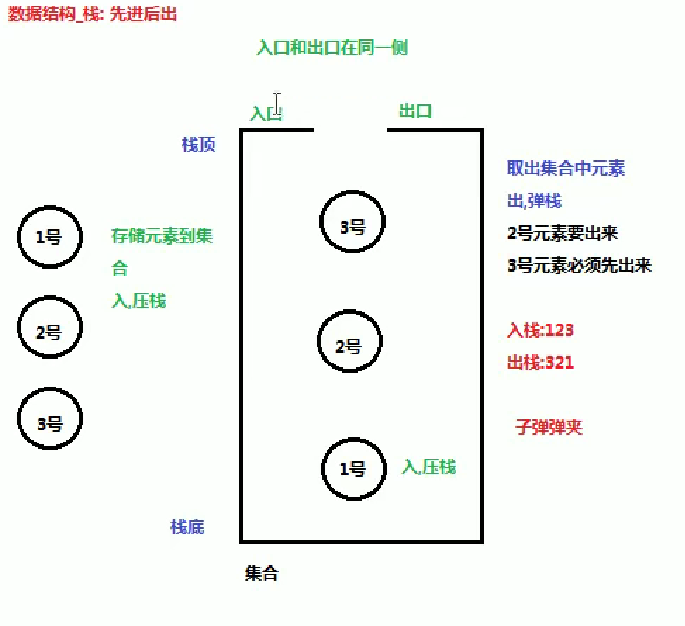 数据结构_栈: 先进后出
入口和出口在同一侧
入口
出口
栈顶
取出集合中元素
出,弹栈
2号元素要出来
3号元素必须先出来
1号
存储元素到集
合
入,压栈
2号
3号
3号
2号
1号
入,压栈
入栈:123
出栈:321
子弹弹夹
栈底
集合